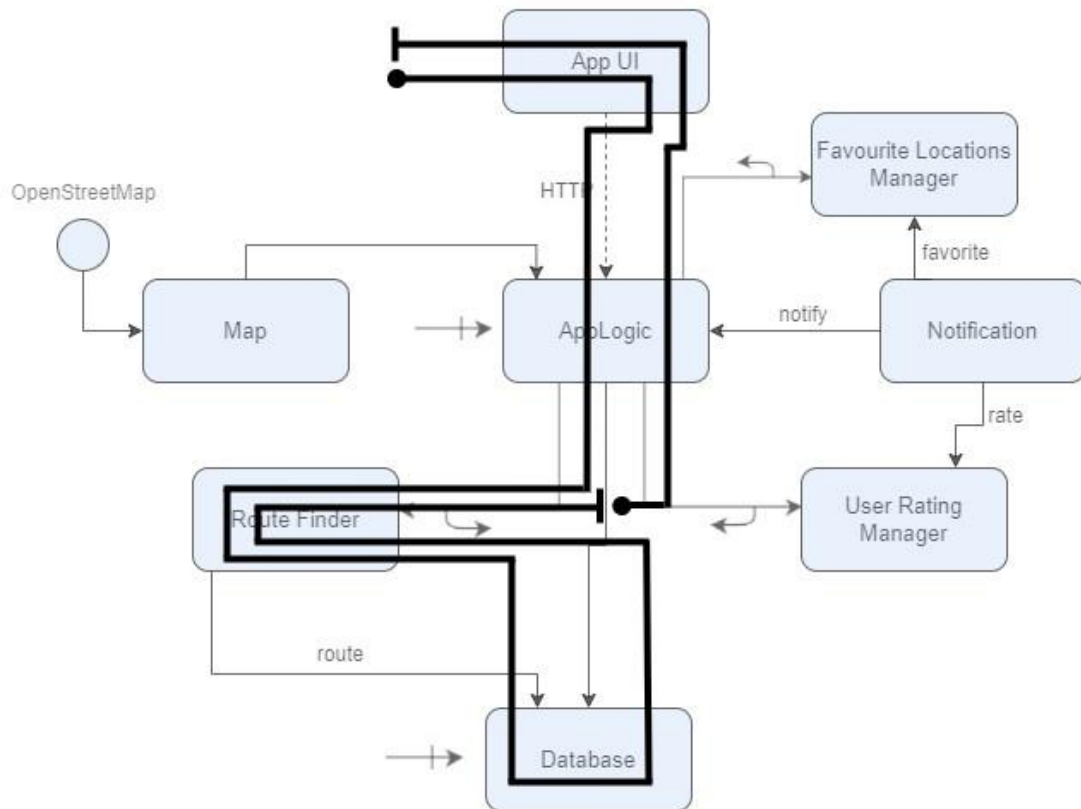 App UI
Favourite Locations
Manager
OpenStreetMap
HTTP
favorite
Map
AppLogic
notify
Notification
rate
Route Finder
User Rating
Manager
route
Database